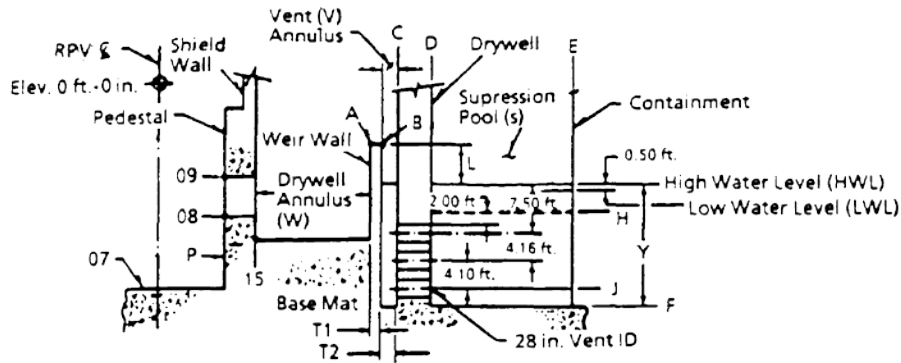 C
Vent (V)
Annulus
D
Drywell
E
RPV ℄
Shield
Wall
Elev. 0 ft.-0 in.
Supression
Pool (s)
Containment
Pedestal
A
B
Weir Wall
L
0.50 ft.
09
Drywell
Annulus
(W)
High Water Level (HWL)
2.00 ft
7.50 ft.
H
Low Water Level (LWL)
08
Y
P
4.16 ft.
07
15
4.10 ft.
J
Base Mat
F
T1
28 in. Vent ID
T2